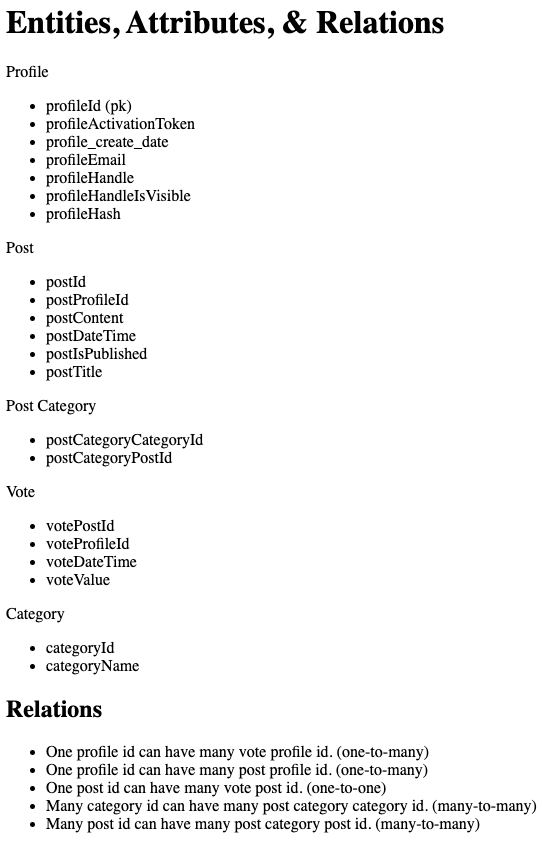 Entities, Attributes, & Relations
Profile
• profileId (pk)
• profileActivationToken
• profile_create_date
• profileEmail
• profileHandle
• profileHandleIsVisible
• profileHash
Post
• postId
• postProfileId
• postContent
• postDateTime
• postIsPublished
• postTitle
Post Category
• postCategoryCategoryId
• postCategoryPostId
Vote
• votePostId
• voteProfileId
• voteDateTime
• voteValue
Category
• categoryId
• categoryName
Relations
• One profile id can have many vote profile id. (one-to-many)
• One profile id can have many post profile id. (one-to-many)
• One post id can have many vote post id. (one-to-one)
• Many category id can have many post category category id. (many-to-many)
• Many post id can have many post category post id. (many-to-many)